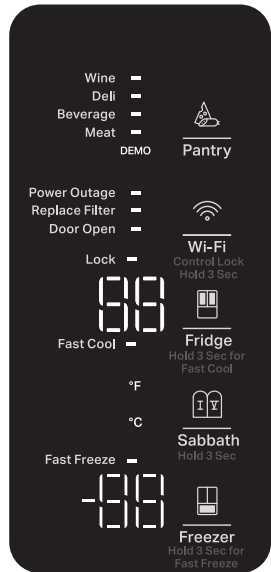 Wine
Deli
Beverage
Meat
DEMO
Pantry
Power Outage
Replace Filter
Door Open
Wi-Fi
Control Lock
Hold 3 Sec
Lock
88
Fridge
Hold 3 Sec for
Fast Cool
Fast Cool
°F
I V
°C
Sabbath
Hold 3 Sec
Fast Freeze
-88
Freezer
Hold 3 Sec for
Fast Freeze